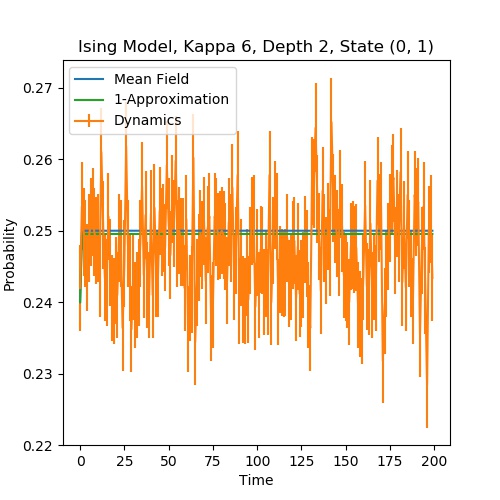 Ising Model, Kappa 6, Depth 2, State (0, 1)
Mean Field
1-Approximation
Dynamics
0.27
0.26
0.25
0.24
0.23
0.22
Probability
0 25 50 75 100 125 150 175 200
Time